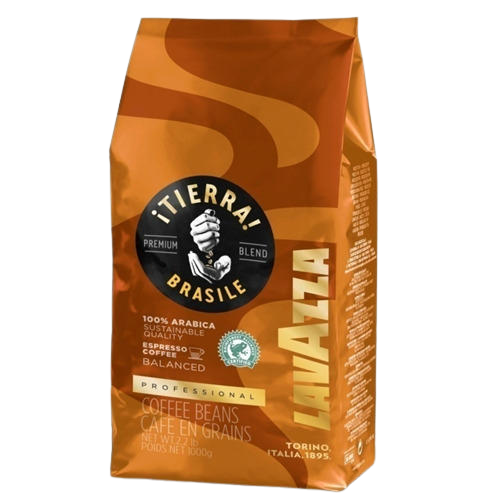 ¡TIERRA!
PREMIUM
BLEND
BRASILE
100% ARABICA
SUSTAINABLE
QUALITY
ESPRESSO
COFFEE
BALANCED
CERTIFIED
PROFESSIONAL
COFFEE BEANS
CAFÉ EN GRAINS
NET WT 2.2 lb
POIDS NET 1000g
LAVAZZA
TORINO,
ITALIA, 1895.